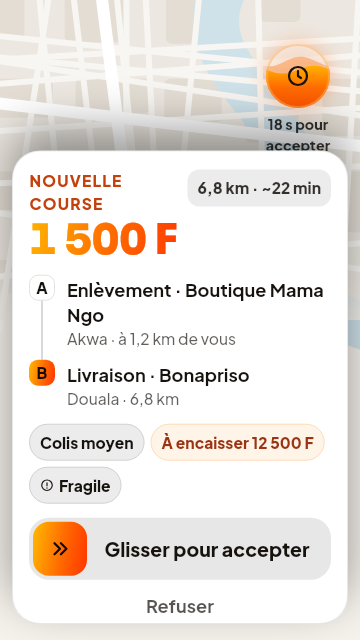 18 s pour
accepter
NOUVELLE
COURSE
6,8 km · ~22 min
1 500 F
A
Enlèvement · Boutique Mama
Ngo
Akwa · à 1,2 km de vous
B
Livraison · Bonapriso
Douala · 6,8 km
Colis moyen
À encaisser 12 500 F
Fragile
Glisser pour accepter
Refuser